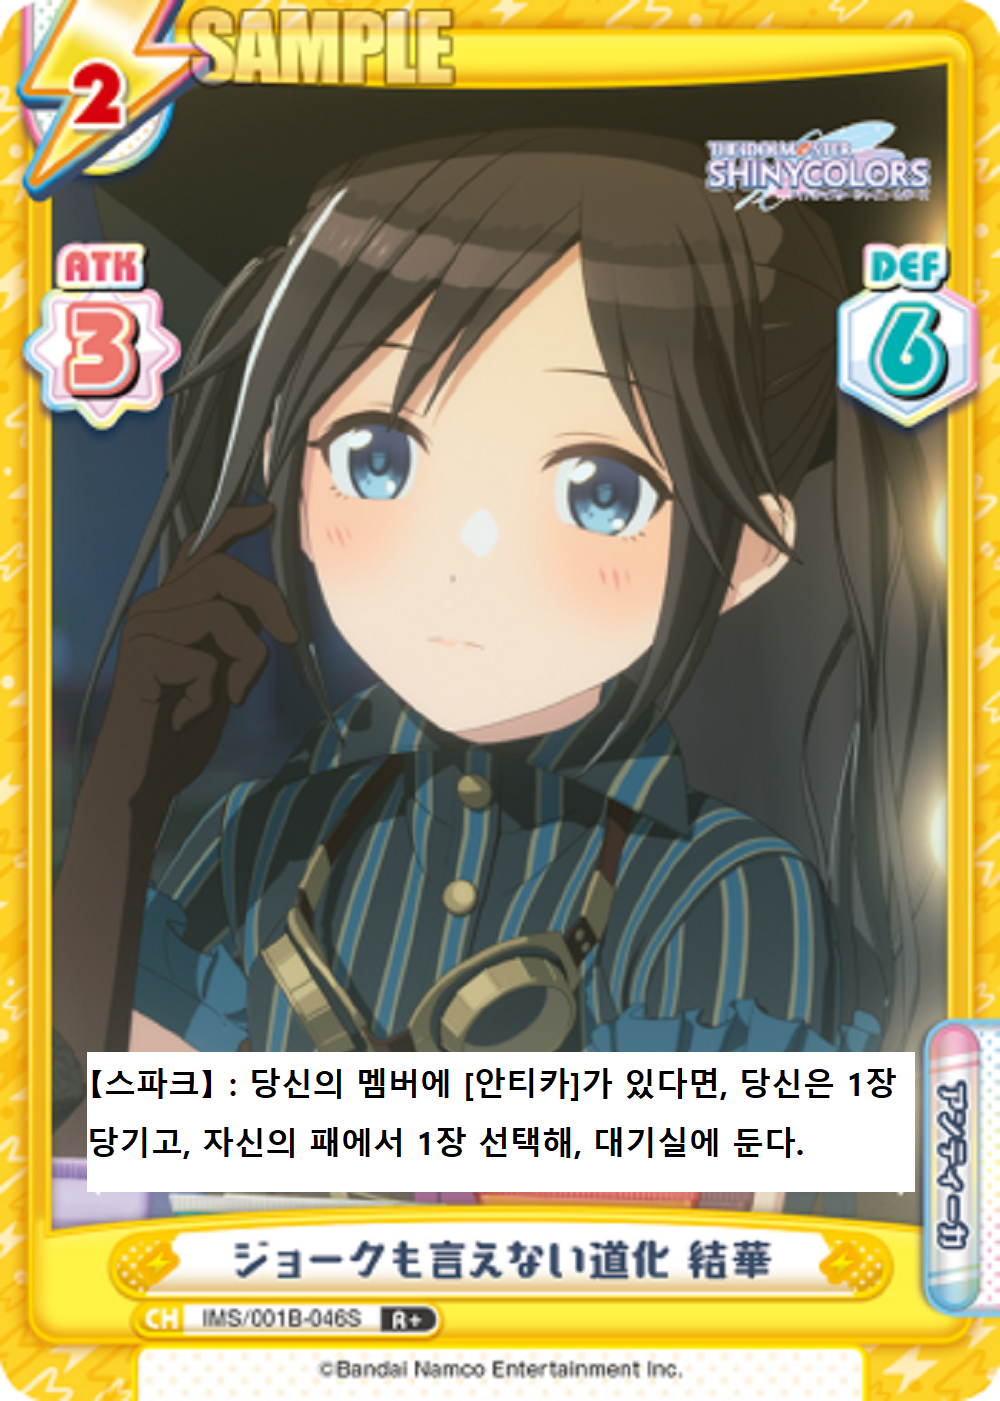 SAMPLE
2
THE IDOLM@STER
SHINYCOLORS
ATK
3
DEF
6
【스파크】 : 당신의 멤버에 [안티카]가 있다면, 당신은 1장
당기고, 자신의 패에서 1장 선택해, 대기실에 둔다.
アンティーカ
ジョークも言えない道化 結華
CH IMS/001B-046S R+
©Bandai Namco Entertainment Inc.